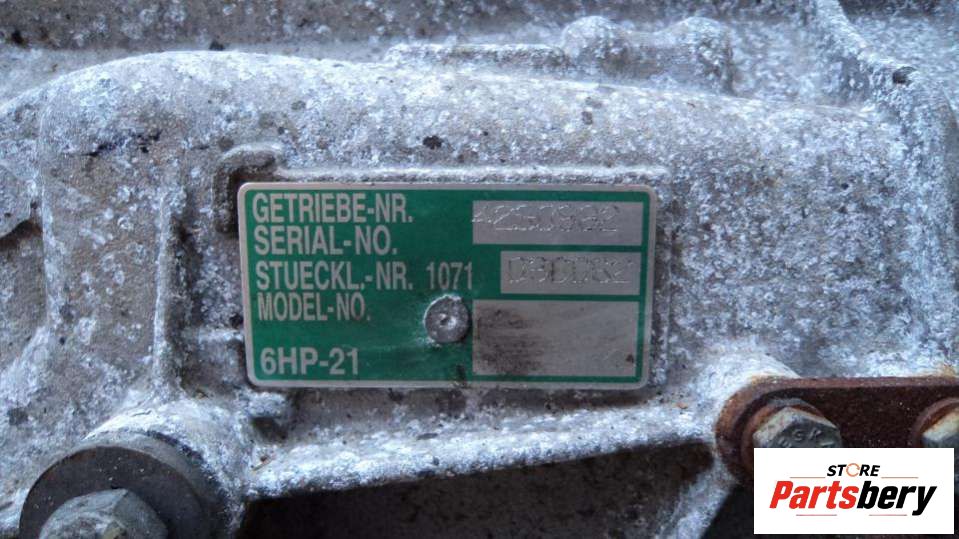 GETRIEBE-NR.
SERIAL-NO.
STUECKL.-NR. 1071
MODEL-NO.
6HP-21
STORE
Partsbery